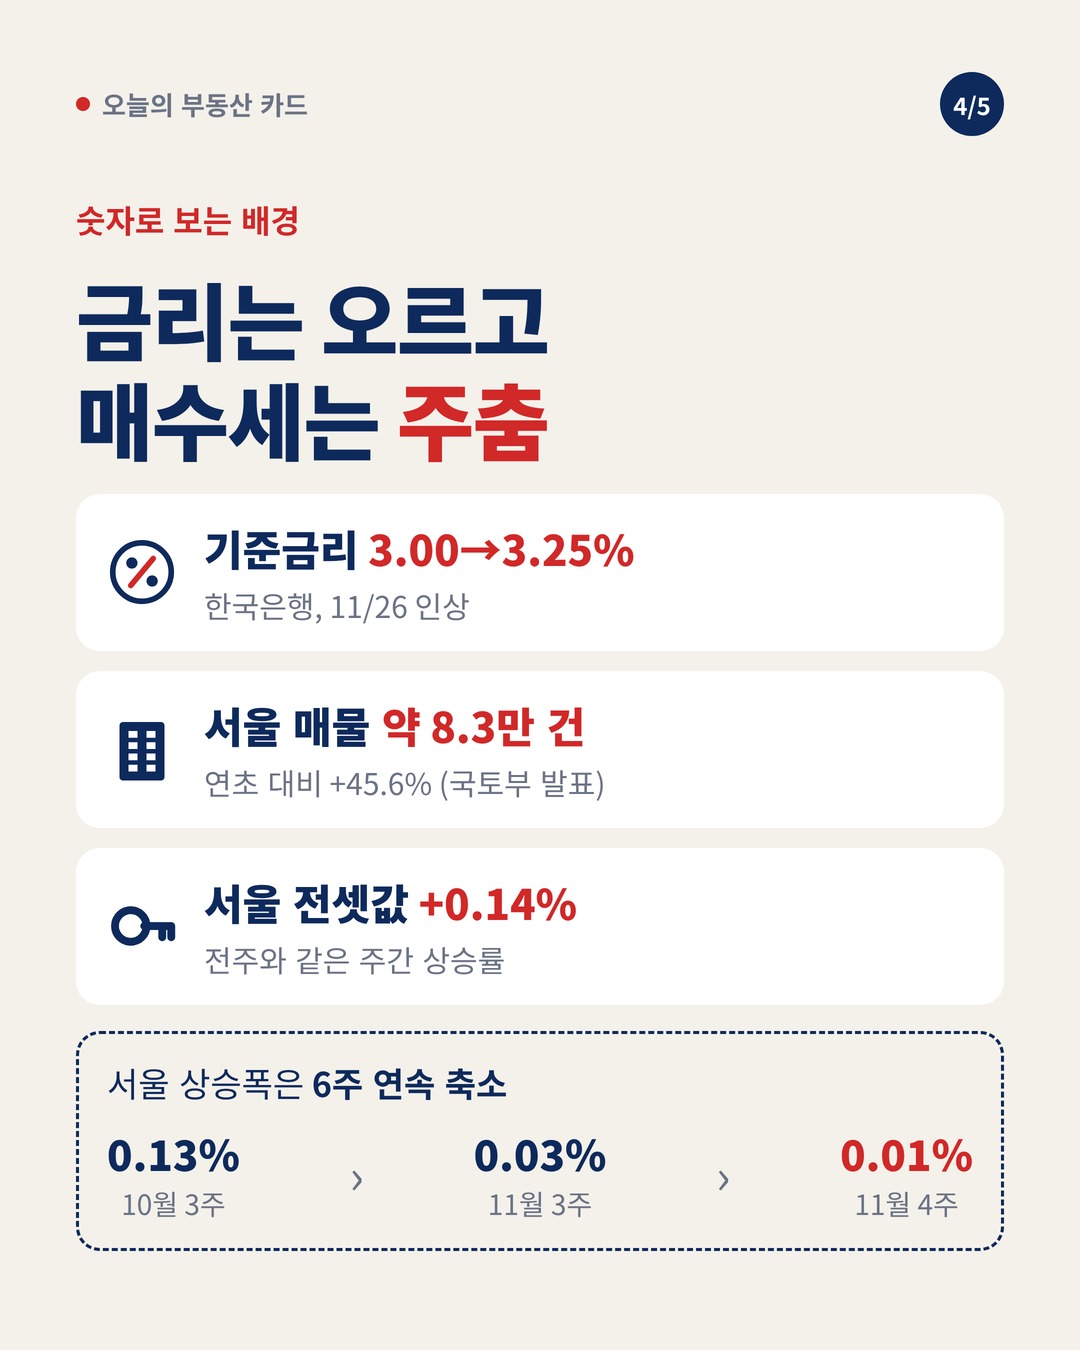 오늘의 부동산 카드
4/5
숫자로 보는 배경
금리는 오르고
매수세는 주춤
기준금리 3.00→3.25%
한국은행, 11/26 인상
서울 매물 약 8.3만 건
연초 대비 +45.6% (국토부 발표)
서울 전셋값 +0.14%
전주와 같은 주간 상승률
서울 상승폭은 6주 연속 축소
0.13% › 0.03% › 0.01%
10월 3주 11월 3주 11월 4주